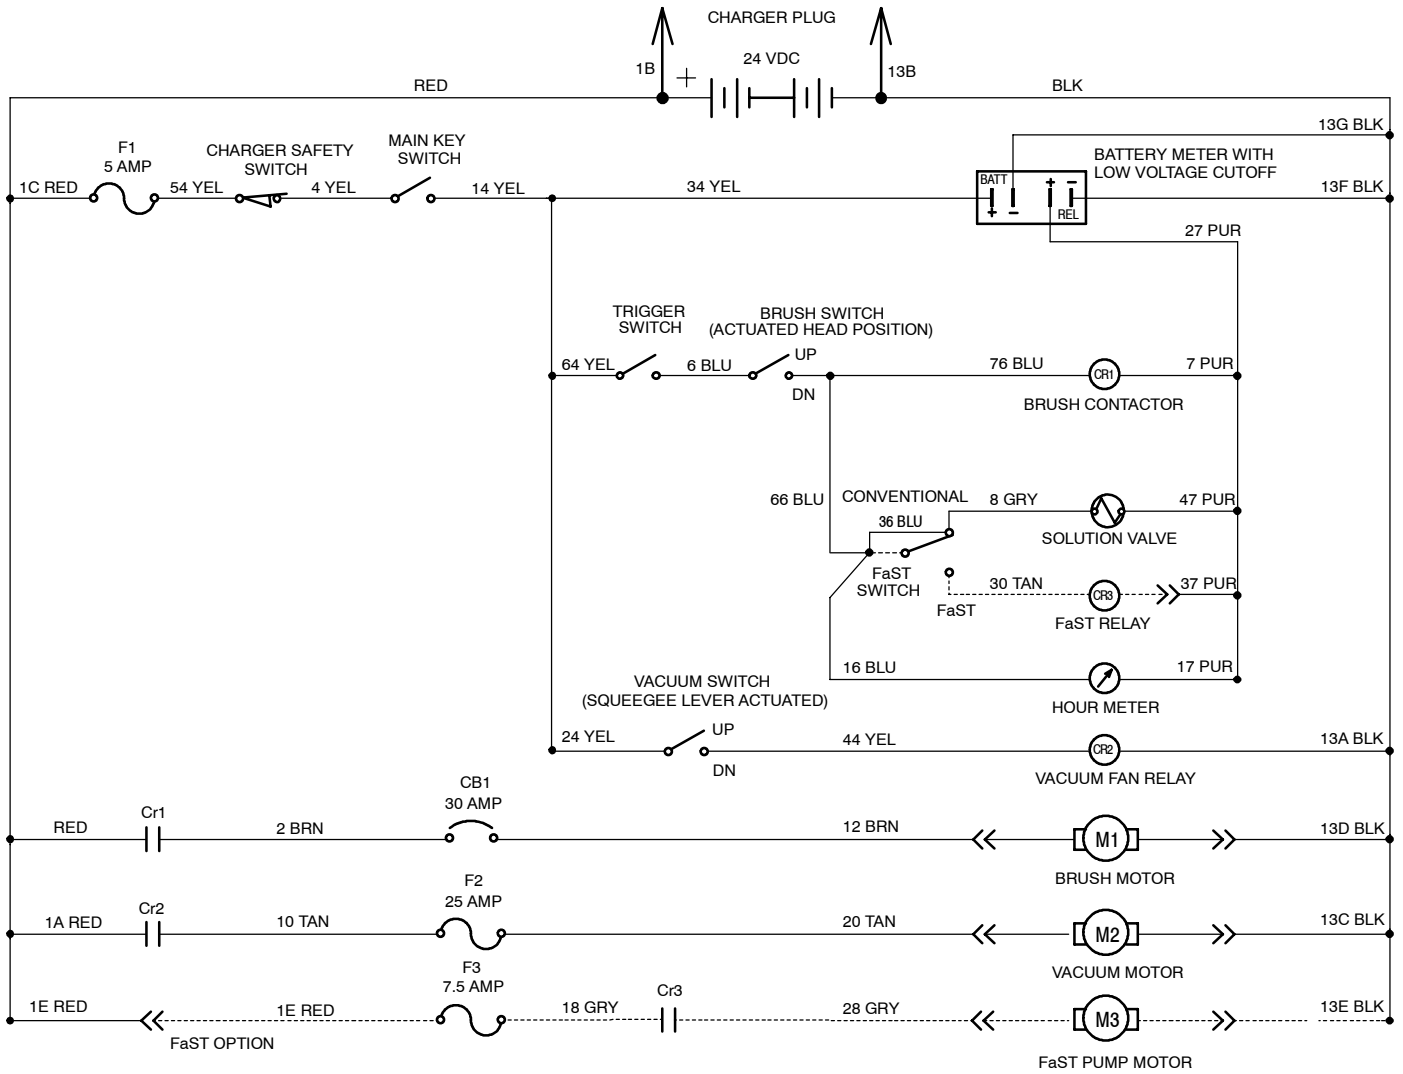 CHARGER PLUG
24 VDC
1B
+
13B
RED
BLK
13G BLK
F1
5 AMP
CHARGER SAFETY
SWITCH
MAIN KEY
SWITCH
BATTERY METER WITH
LOW VOLTAGE CUTOFF
1C RED
54 YEL
4 YEL
14 YEL
34 YEL
BATT
+
−
+
−
REL
13F BLK
27 PUR
TRIGGER
SWITCH
BRUSH SWITCH
(ACTUATED HEAD POSITION)
64 YEL
6 BLU
UP
DN
76 BLU
CR1
7 PUR
BRUSH CONTACTOR
66 BLU
CONVENTIONAL
36 BLU
8 GRY
47 PUR
SOLUTION VALVE
FaST
SWITCH
FaST
30 TAN
CR3
37 PUR
FaST RELAY
16 BLU
17 PUR
HOUR METER
VACUUM SWITCH
(SQUEEGEE LEVER ACTUATED)
24 YEL
UP
DN
44 YEL
CR2
13A BLK
VACUUM FAN RELAY
RED
Cr1
2 BRN
CB1
30 AMP
12 BRN
M1
13D BLK
BRUSH MOTOR
1A RED
Cr2
10 TAN
F2
25 AMP
20 TAN
M2
13C BLK
VACUUM MOTOR
1E RED
1E RED
F3
7.5 AMP
18 GRY
Cr3
28 GRY
M3
13E BLK
FaST OPTION
FaST PUMP MOTOR